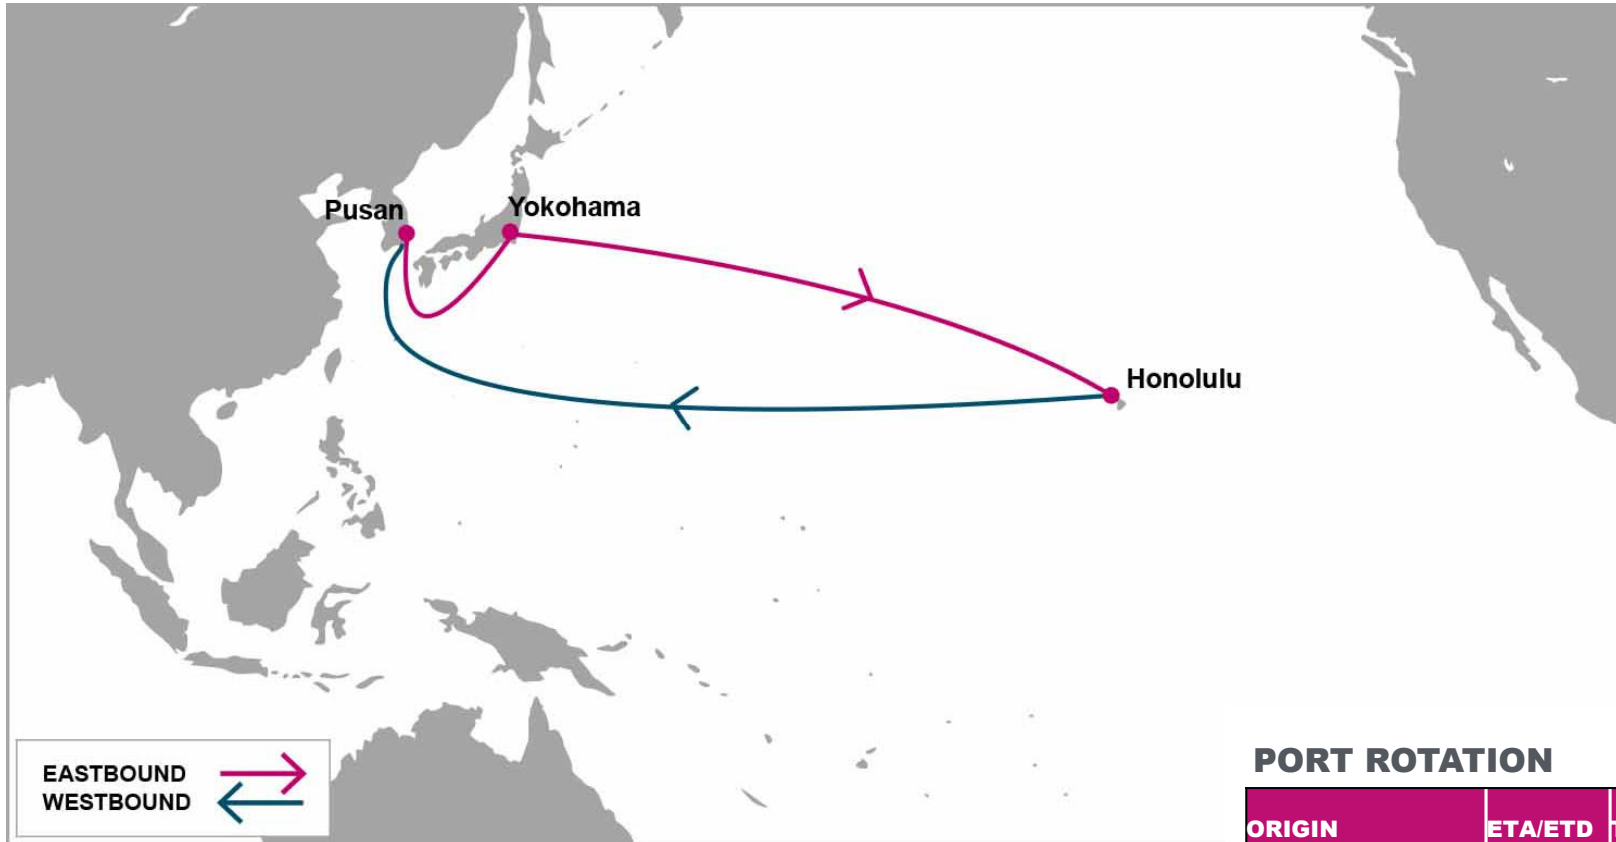 Pusan
Yokohama
Honolulu
EASTBOUND
WESTBOUND
PORT ROTATION
ORIGIN ETA/ETD